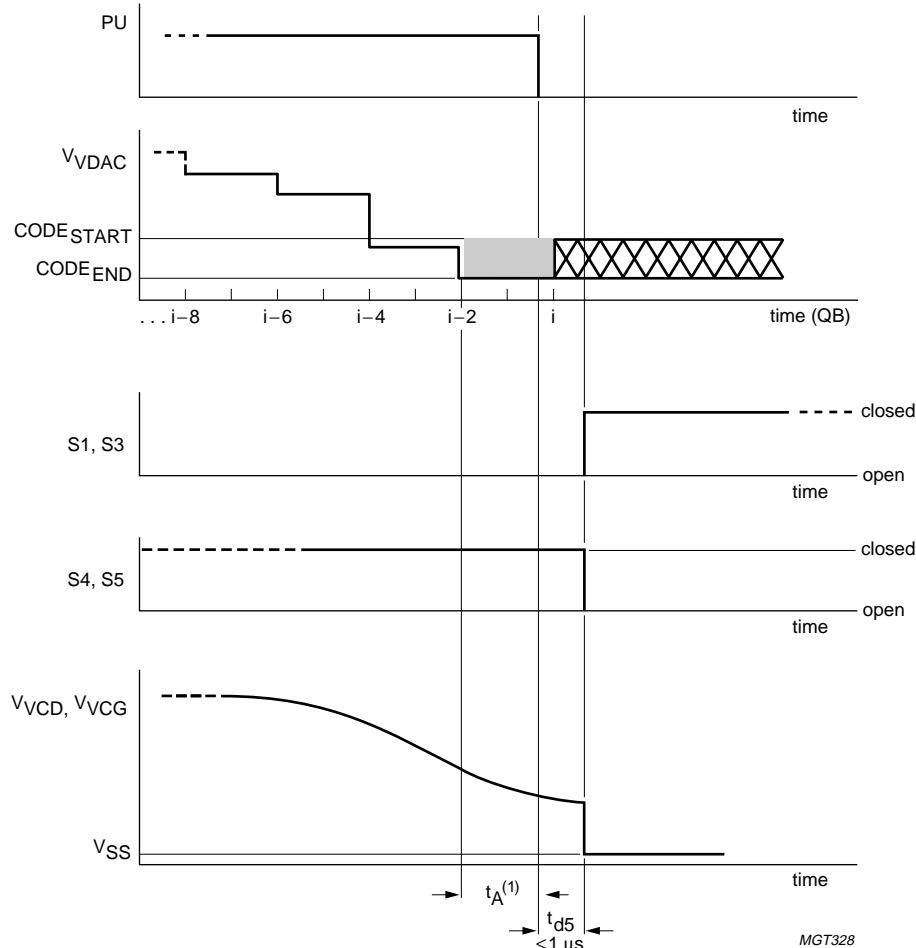 PU
time
VVDAC
CODESTART
CODEEND
. . . i−8 i−6 i−4 i−2 i time (QB)
closed
S1, S3
open
time
closed
S4, S5
open
time
VVCD, VVCG
VSS
time
tA(1)
td5
<1 µs
MGT328